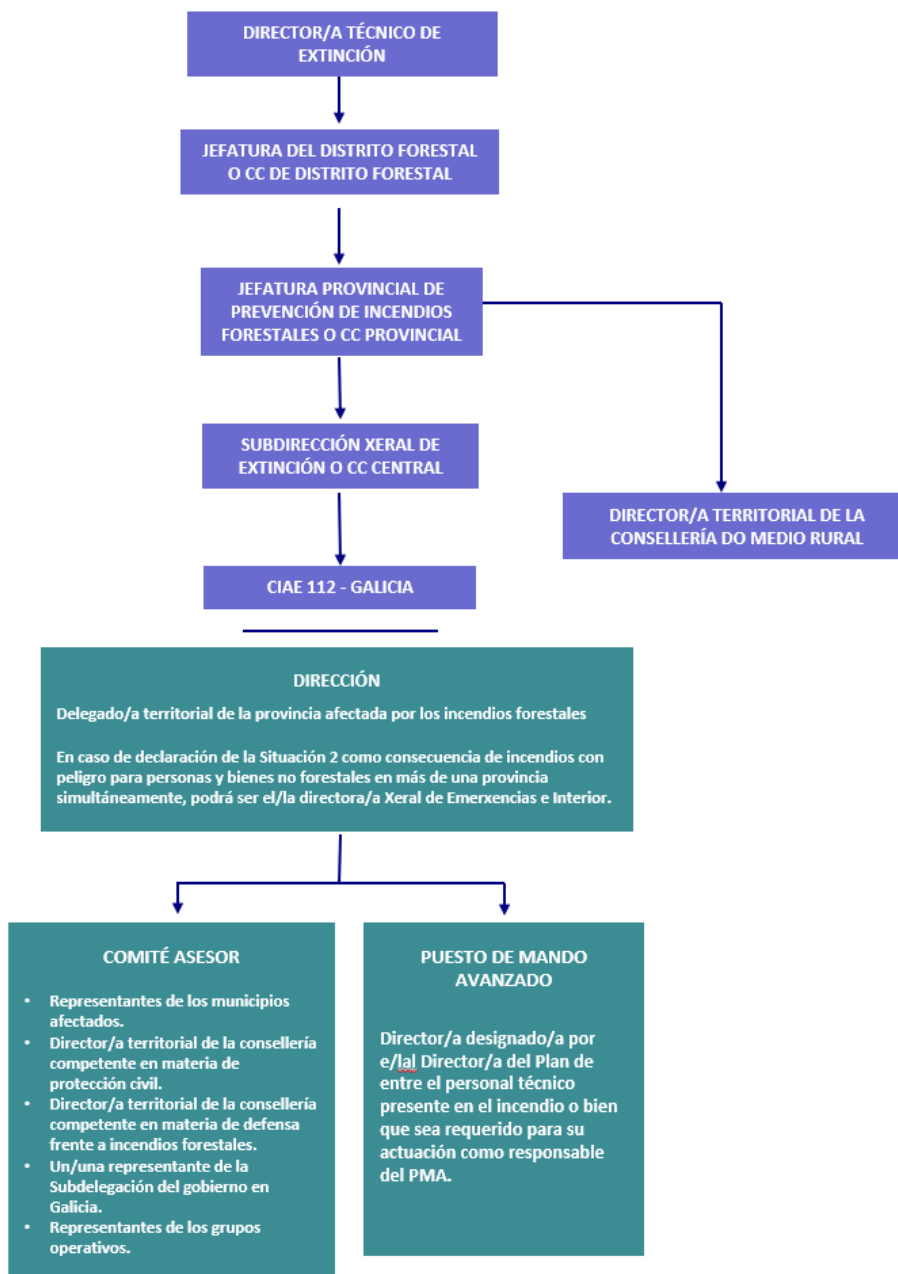 DIRECTOR/A TÉCNICO DE
EXTINCIÓN
JEFATURA DEL DISTRITO FORESTAL
O CC DE DISTRITO FORESTAL
JEFATURA PROVINCIAL DE
PREVENCIÓN DE INCENDIOS
FORESTALES O CC PROVINCIAL
SUBDIRECCIÓN XERAL DE
EXTINCIÓN O CC CENTRAL
DIRECTOR/A TERRITORIAL DE LA
CONSELLERÍA DO MEDIO RURAL
CIAE 112 - GALICIA
DIRECCIÓN
Delegado/a territorial de la provincia afectada por los incendios forestales
En caso de declaración de la Situación 2 como consecuencia de incendios con
peligro para personas y bienes no forestales en más de una provincia
simultáneamente, podrá ser el/la directora/a Xeral de Emerxencias e Interior.
COMITÉ ASESOR
• Representantes de los municipios
afectados.
• Director/a territorial de la consellería
competente en materia de
protección civil.
• Director/a territorial de la consellería
competente en materia de defensa
frente a incendios forestales.
• Un/una representante de la
Subdelegación del gobierno en
Galicia.
• Representantes de los grupos
operativos.
PUESTO DE MANDO
AVANZADO
Director/a designado/a por
e/lal Director/a del Plan de
entre el personal técnico
presente en el incendio o bien
que sea requerido para su
actuación como responsable
del PMA.